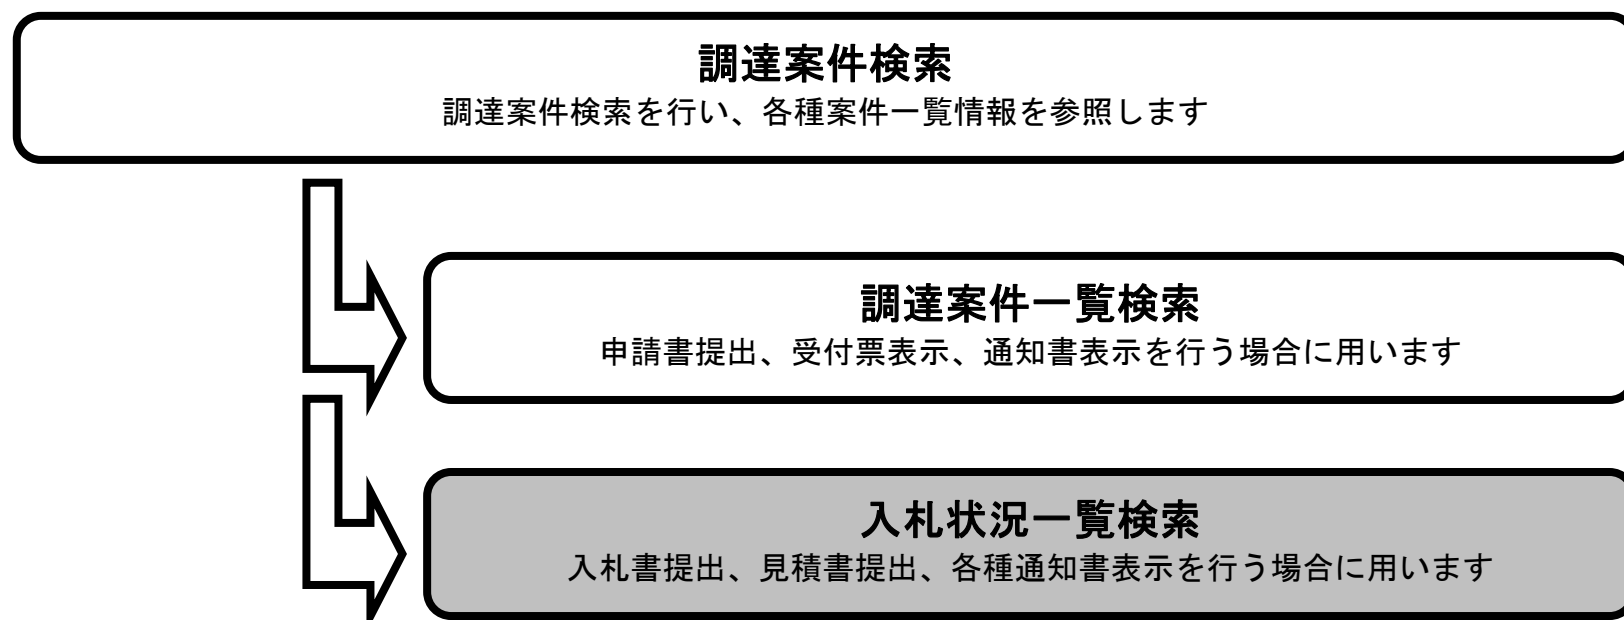 調達案件検索
調達案件検索を行い、各種案件一覧情報を参照します
調達案件一覧検索
申請書提出、受付票表示、通知書表示を行う場合に用います
入札状況一覧検索
入札書提出、見積書提出、各種通知書表示を行う場合に用います